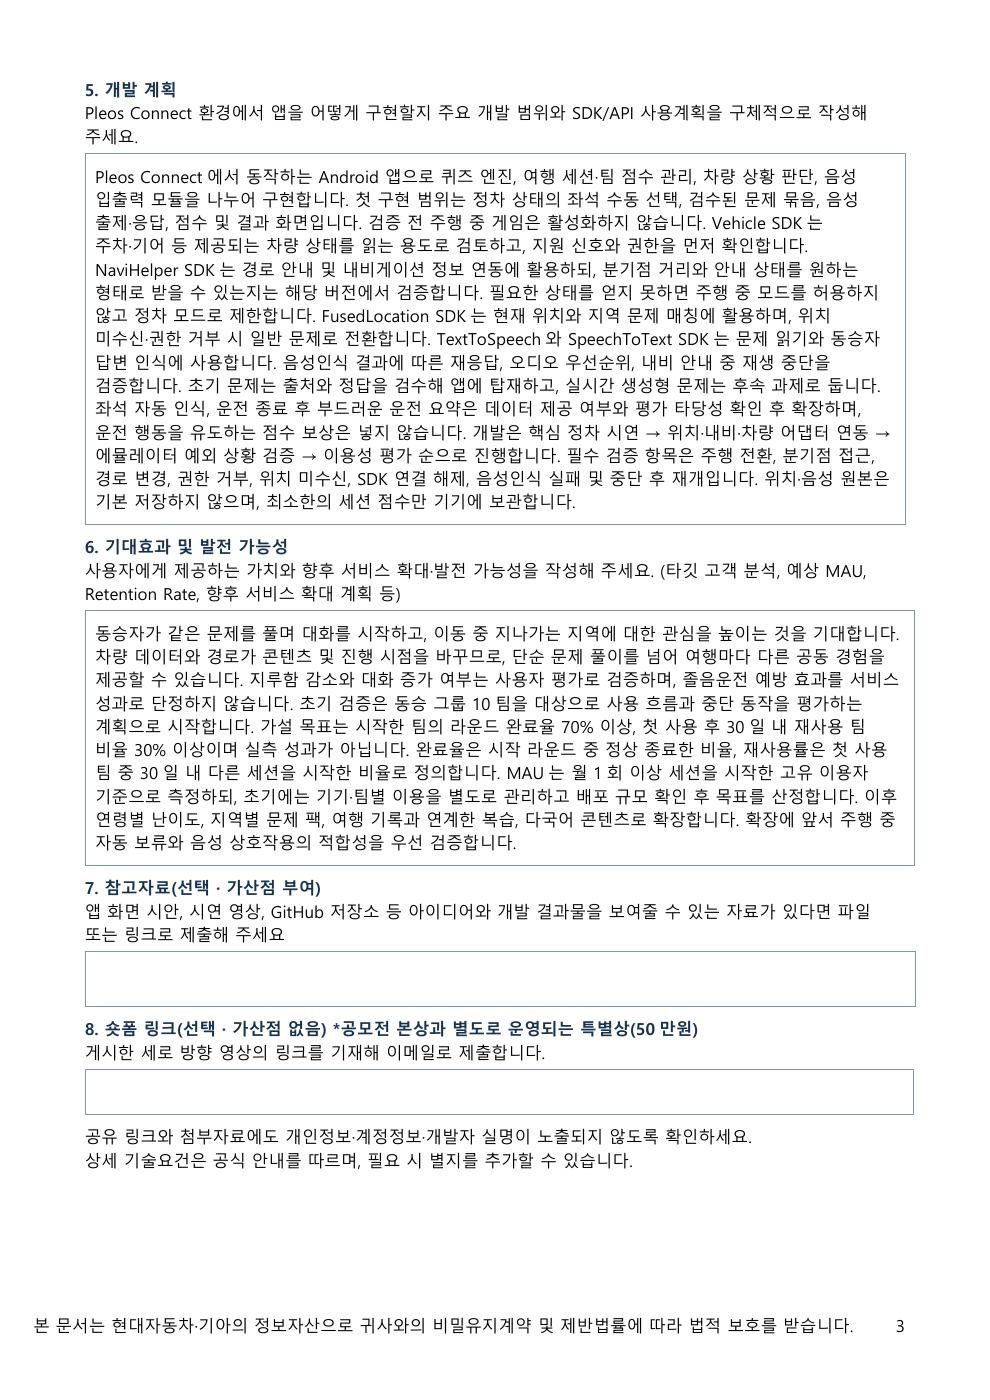 5. 개발 계획
Pleos Connect 환경에서 앱을 어떻게 구현할지 주요 개발 범위와 SDK/API 사용계획을 구체적으로 작성해
주세요.
Pleos Connect 에서 동작하는 Android 앱으로 퀴즈 엔진, 여행 세션·팀 점수 관리, 차량 상황 판단, 음성
입출력 모듈을 나누어 구현합니다. 첫 구현 범위는 정차 상태의 좌석 수동 선택, 검수된 문제 묶음, 음성
출제·응답, 점수 및 결과 화면입니다. 검증 전 주행 중 게임은 활성화하지 않습니다. Vehicle SDK 는
주차·기어 등 제공되는 차량 상태를 읽는 용도로 검토하고, 지원 신호와 권한을 먼저 확인합니다.
NaviHelper SDK 는 경로 안내 및 내비게이션 정보 연동에 활용하되, 분기점 거리와 안내 상태를 원하는
형태로 받을 수 있는지는 해당 버전에서 검증합니다. 필요한 상태를 얻지 못하면 주행 중 모드를 허용하지
않고 정차 모드로 제한합니다. FusedLocation SDK 는 현재 위치와 지역 문제 매칭에 활용하며, 위치
미수신·권한 거부 시 일반 문제로 전환합니다. TextToSpeech 와 SpeechToText SDK 는 문제 읽기와 동승자
답변 인식에 사용합니다. 음성인식 결과에 따른 재응답, 오디오 우선순위, 내비 안내 중 재생 중단을
검증합니다. 초기 문제는 출처와 정답을 검수해 앱에 탑재하고, 실시간 생성형 문제는 후속 과제로 둡니다.
좌석 자동 인식, 운전 종료 후 부드러운 운전 요약은 데이터 제공 여부와 평가 타당성 확인 후 확장하며,
운전 행동을 유도하는 점수 보상은 넣지 않습니다. 개발은 핵심 정차 시연 → 위치·내비·차량 어댑터 연동 →
에뮬레이터 예외 상황 검증 → 이용성 평가 순으로 진행합니다. 필수 검증 항목은 주행 전환, 분기점 접근,
경로 변경, 권한 거부, 위치 미수신, SDK 연결 해제, 음성인식 실패 및 중단 후 재개입니다. 위치·음성 원본은
기본 저장하지 않으며, 최소한의 세션 점수만 기기에 보관합니다.
6. 기대효과 및 발전 가능성
사용자에게 제공하는 가치와 향후 서비스 확대·발전 가능성을 작성해 주세요. (타깃 고객 분석, 예상 MAU,
Retention Rate, 향후 서비스 확대 계획 등)
동승자가 같은 문제를 풀며 대화를 시작하고, 이동 중 지나가는 지역에 대한 관심을 높이는 것을 기대합니다.
차량 데이터와 경로가 콘텐츠 및 진행 시점을 바꾸므로, 단순 문제 풀이를 넘어 여행마다 다른 공동 경험을
제공할 수 있습니다. 지루함 감소와 대화 증가 여부는 사용자 평가로 검증하며, 졸음운전 예방 효과를 서비스
성과로 단정하지 않습니다. 초기 검증은 동승 그룹 10 팀을 대상으로 사용 흐름과 중단 동작을 평가하는
계획으로 시작합니다. 가설 목표는 시작한 팀의 라운드 완료율 70% 이상, 첫 사용 후 30 일 내 재사용 팀
비율 30% 이상이며 실측 성과가 아닙니다. 완료율은 시작 라운드 중 정상 종료한 비율, 재사용률은 첫 사용
팀 중 30 일 내 다른 세션을 시작한 비율로 정의합니다. MAU 는 월 1 회 이상 세션을 시작한 고유 이용자
기준으로 측정하되, 초기에는 기기·팀별 이용을 별도로 관리하고 배포 규모 확인 후 목표를 산정합니다. 이후
연령별 난이도, 지역별 문제 팩, 여행 기록과 연계한 복습, 다국어 콘텐츠로 확장합니다. 확장에 앞서 주행 중
자동 보류와 음성 상호작용의 적합성을 우선 검증합니다.
7. 참고자료(선택 · 가산점 부여)
앱 화면 시안, 시연 영상, GitHub 저장소 등 아이디어와 개발 결과물을 보여줄 수 있는 자료가 있다면 파일
또는 링크로 제출해 주세요
8. 숏폼 링크(선택 · 가산점 없음) *공모전 본상과 별도로 운영되는 특별상(50 만원)
게시한 세로 방향 영상의 링크를 기재해 이메일로 제출합니다.
공유 링크와 첨부자료에도 개인정보·계정정보·개발자 실명이 노출되지 않도록 확인하세요.
상세 기술요건은 공식 안내를 따르며, 필요 시 별지를 추가할 수 있습니다.
본 문서는 현대자동차·기아의 정보자산으로 귀사와의 비밀유지계약 및 제반법률에 따라 법적 보호를 받습니다. 3